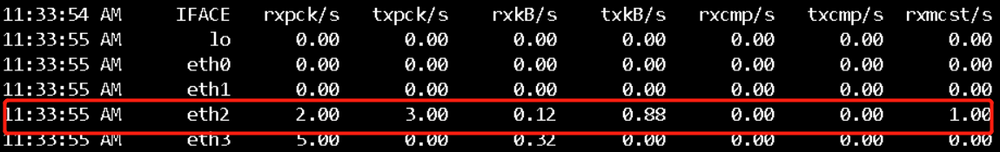 11:33:54 AM IFACE rxpck/s txpck/s rxkB/s txkB/s rxcmp/s txcmp/s rxmcst/s
11:33:55 AM lo 0.00 0.00 0.00 0.00 0.00 0.00 0.00
11:33:55 AM eth0 0.00 0.00 0.00 0.00 0.00 0.00 0.00
11:33:55 AM eth1 0.00 0.00 0.00 0.00 0.00 0.00 0.00
11:33:55 AM eth2 2.00 3.00 0.12 0.88 0.00 0.00 1.00
11:33:55 AM eth3 5.00 0.00 0.32 0.00 0.00 0.00 0.00